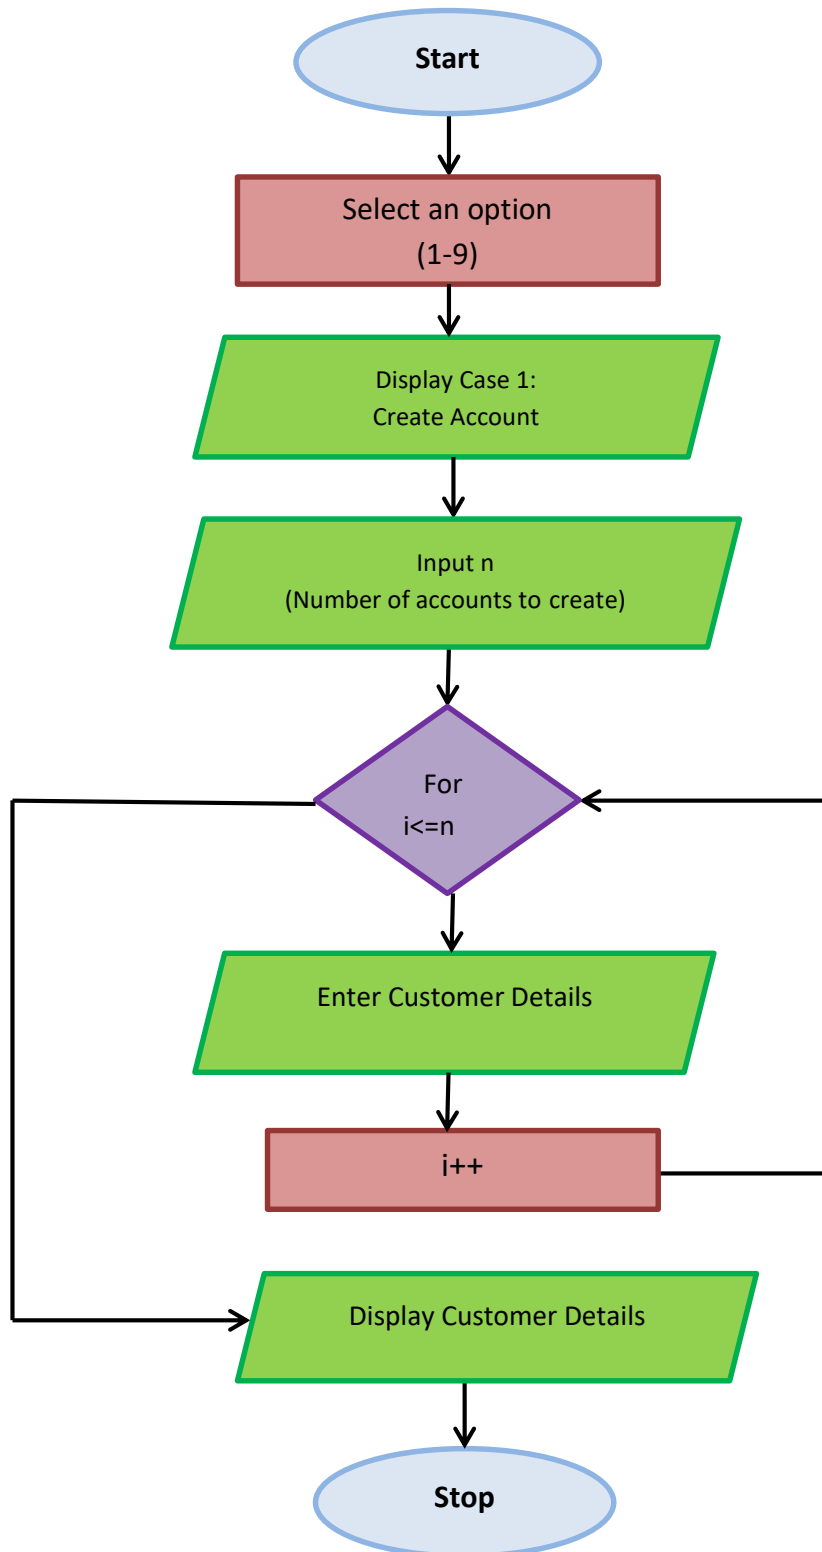 Start
Select an option
(1-9)
Display Case 1:
Create Account
Input n
(Number of accounts to create)
For
i<=n
Enter Customer Details
i++
Display Customer Details
Stop